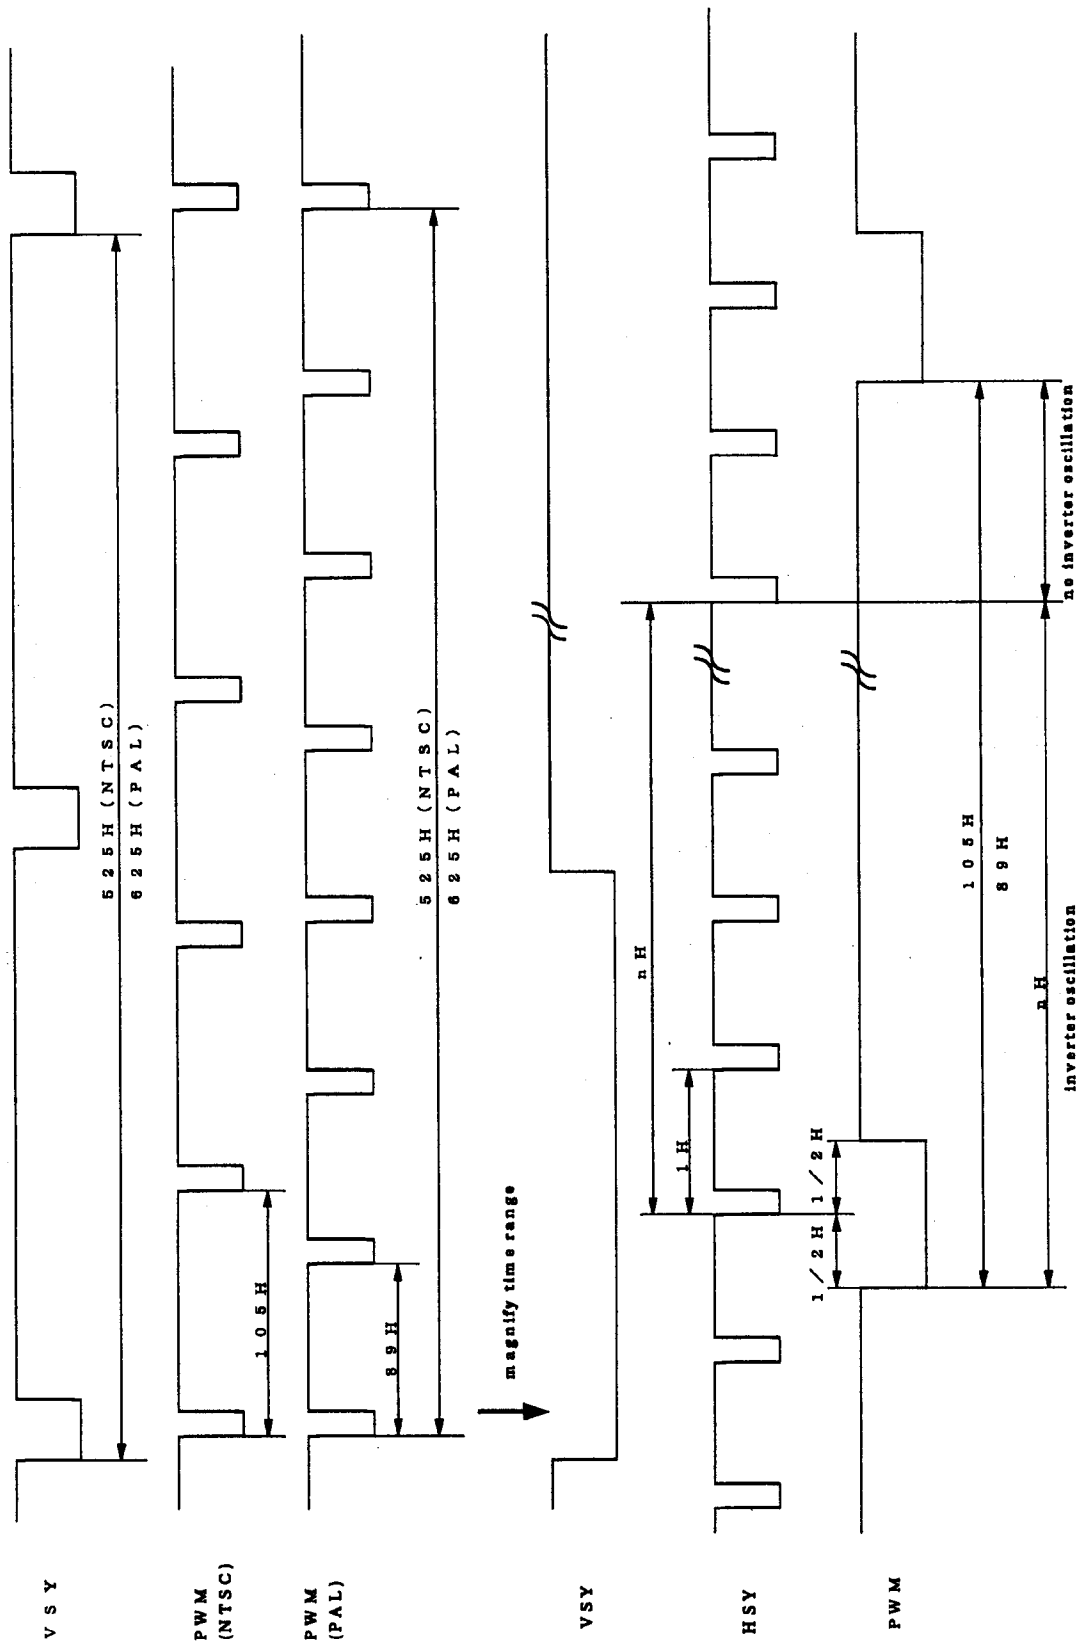 VSY
525H(NTSC)
625H(PAL)
PWM
(NTSC)
105H
PWM
(PAL)
89H
525H(NTSC)
625H(PAL)
magnify time range
VSY
nH
HSY
1H
1/2H 1/2H
PWM
105H
89H
nH
inverter oscillation no inverter oscillation